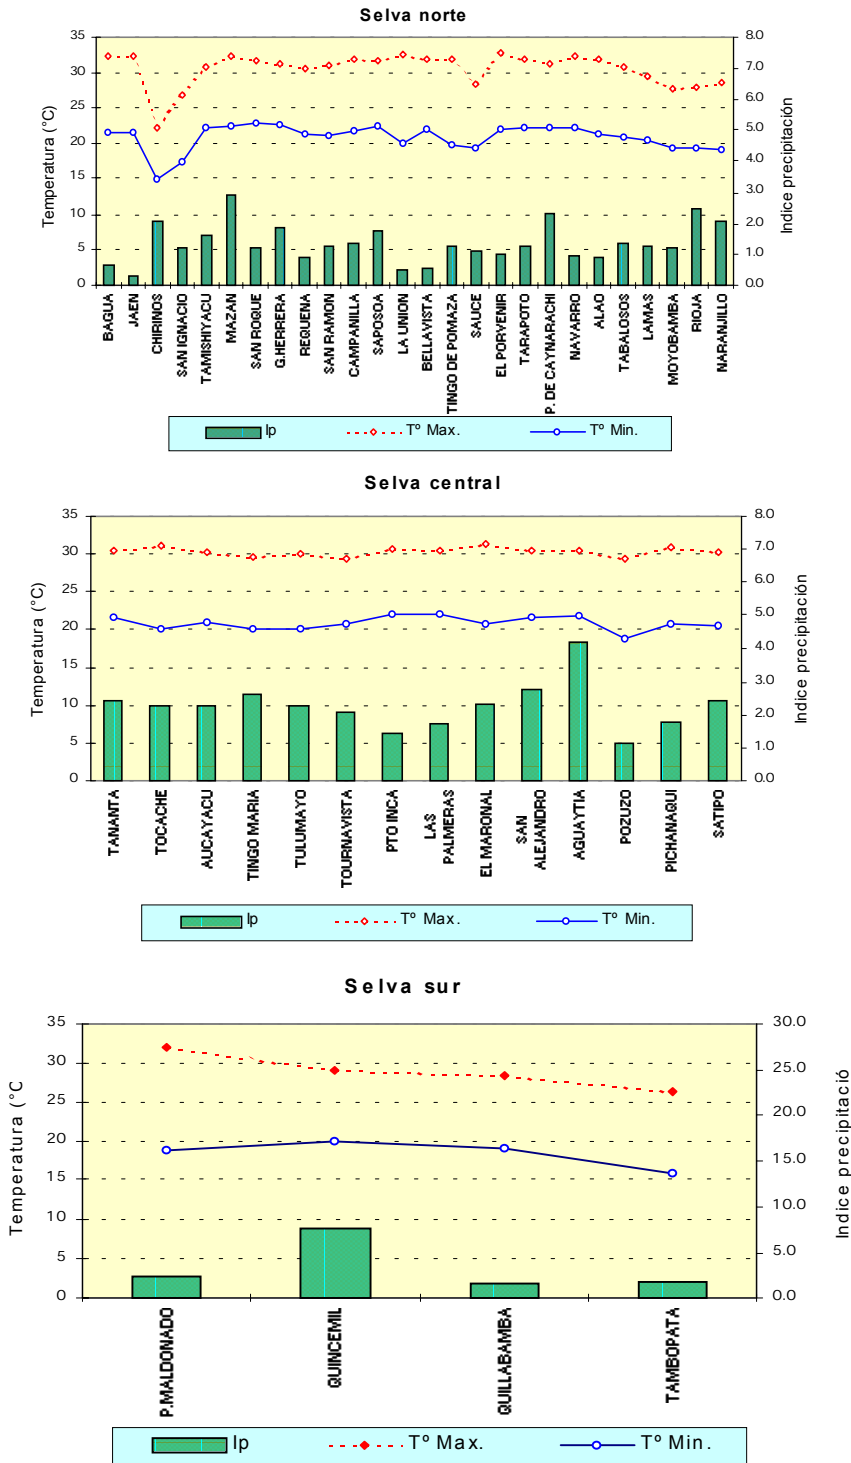 Selva norte
Temperatura (°C)
35
30
25
20
15
10
5
0
8.0
7.0
6.0
5.0
4.0
3.0
2.0
1.0
0.0
Indice precipitación
BAGUA
JAEN
CHIRINOS
SAN IGNACIO
TAMISHIYACU
MAZAN
SAN ROQUE
G.HERRERA
REQUENA
SAN RAMON
CAMPANILLA
SAPOSOA
LA UNION
BELLAVISTA
TINGO DE POMAZA
SAUCE
EL PORVENIR
TARAPOTO
P. DE CAYNARACHI
NAVARRO
ALAO
TABALOSOS
LAMAS
MOYOBAMBA
RIOJA
NARANJILLO
Ip Tº Max. Tº Min.
Selva central
Temperatura (°C)
35
30
25
20
15
10
5
0
8.0
7.0
6.0
5.0
4.0
3.0
2.0
1.0
0.0
Indice precipitación
TANANTA
TOCACHE
AUCAYACU
TINGO MARIA
TULUMAYO
TOURNAVISTA
PTO INCA
LAS
PALMERAS
EL MARONAL
SAN
ALEJANDRO
AGUAYTIA
POZUZO
PICHANAQUI
SATIPO
Ip Tº Max. Tº Min.
Selva sur
Temperatura (°C
35
30
25
20
15
10
5
0
30.0
25.0
20.0
15.0
10.0
5.0
0.0
Indice precipitació
P.MALDONADO
QUINCEMIL
QUILLABAMBA
TAMBOPATA
Ip Tº Max. Tº Min.